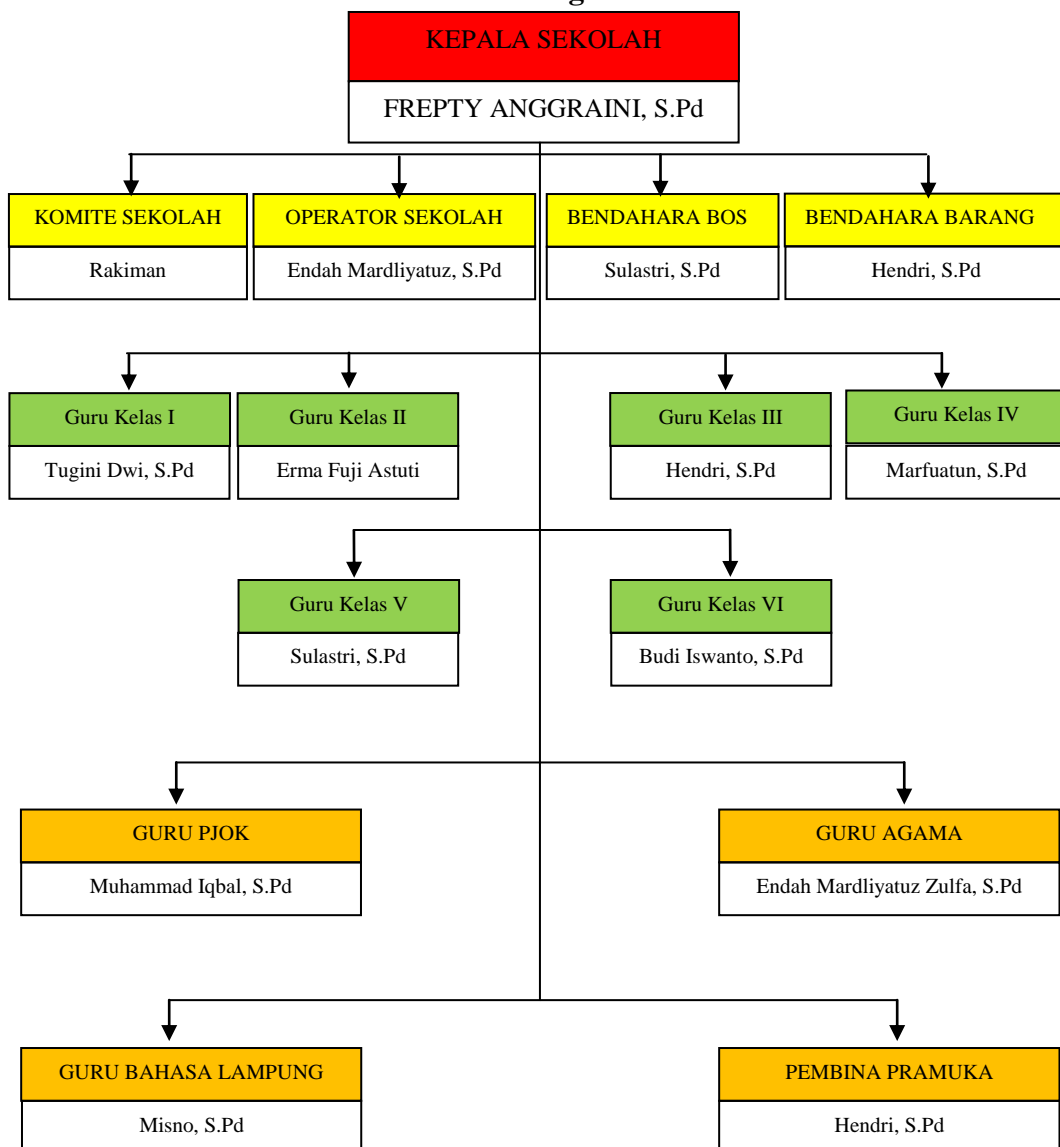 KEPALA SEKOLAH
FREPTY ANGGRAINI, S.Pd
KOMITE SEKOLAH
Rakiman
OPERATOR SEKOLAH
Endah Mardliyatuz, S.Pd
BENDAHARA BOS
Sulastri, S.Pd
BENDAHARA BARANG
Hendri, S.Pd
Guru Kelas I
Tugini Dwi, S.Pd
Guru Kelas II
Erma Fuji Astuti
Guru Kelas III
Hendri, S.Pd
Guru Kelas IV
Marfuatun, S.Pd
Guru Kelas V
Sulastri, S.Pd
Guru Kelas VI
Budi Iswanto, S.Pd
GURU PJOK
Muhammad Iqbal, S.Pd
GURU AGAMA
Endah Mardliyatuz Zulfa, S.Pd
GURU BAHASA LAMPUNG
Misno, S.Pd
PEMBINA PRAMUKA
Hendri, S.Pd